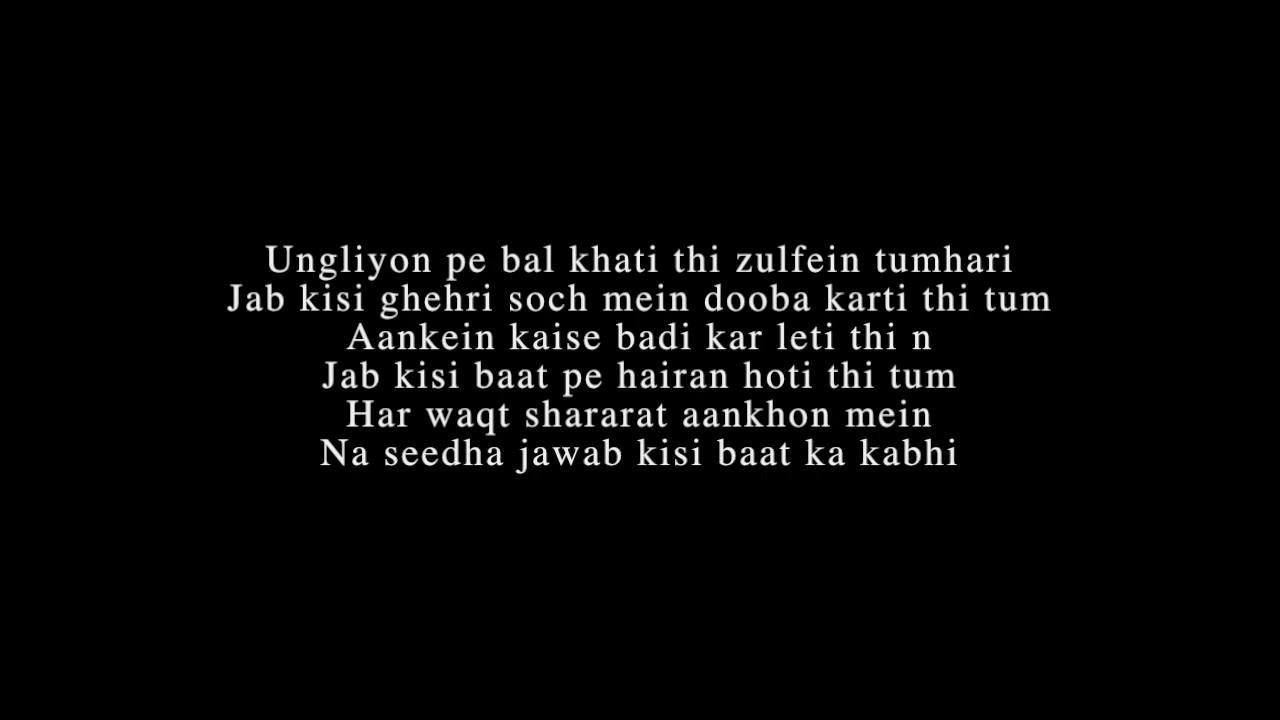 Ungliyon pe bal khati thi zulfein tumhari
Jab kisi ghehri soch mein dooba karti thi tum
Aankein kaise badi kar leti thi n
Jab kisi baat pe hairan hoti thi tum
Har waqt shararat aankhon mein
Na seedha jawab kisi baat ka kabhi